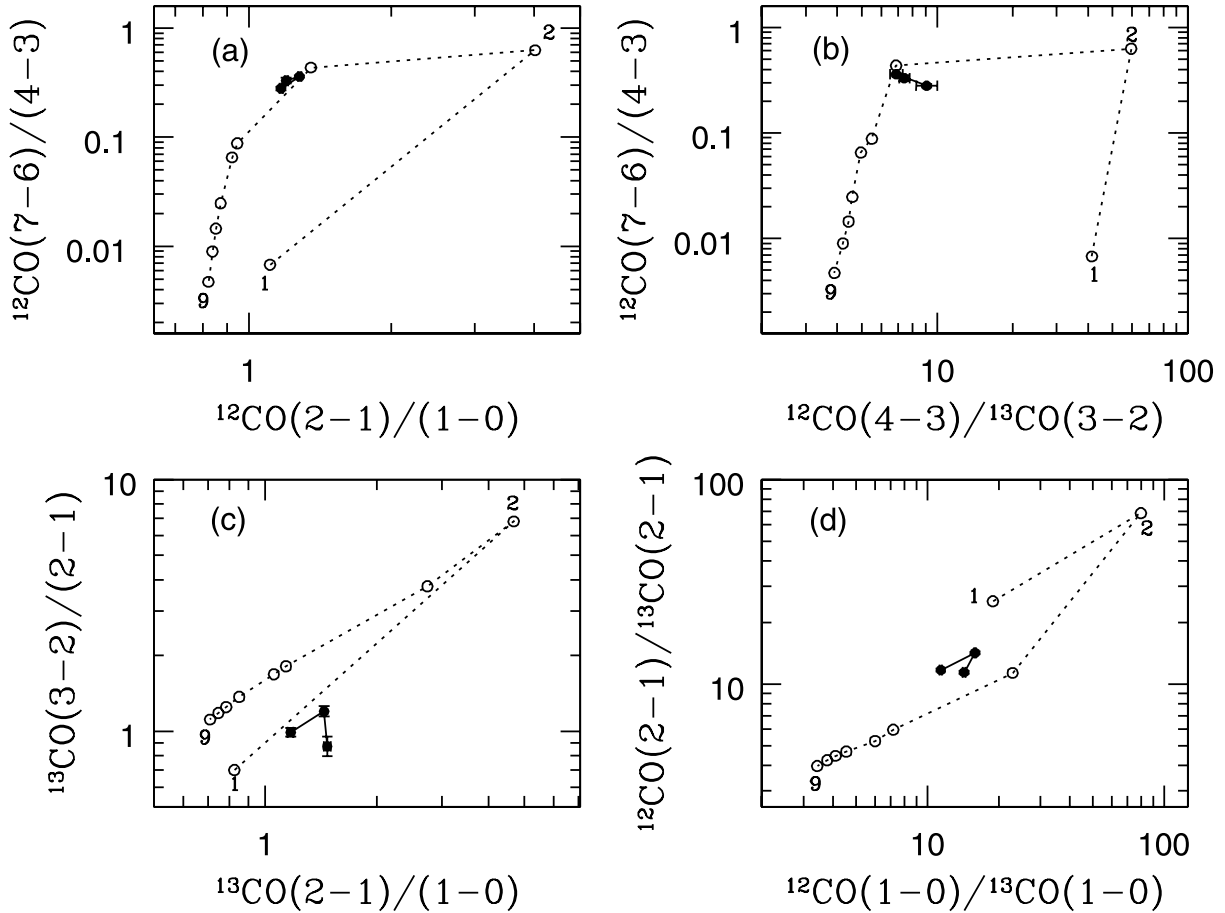 (a)
1
0.1
0.01
2
1
9
1
¹²CO(7−6)/(4−3)
¹²CO(2−1)/(1−0)
(b)
1
0.1
0.01
2
1
9
10
100
¹²CO(7−6)/(4−3)
¹²CO(4−3)/¹³CO(3−2)
(c)
10
1
2
1
9
1
¹³CO(3−2)/(2−1)
¹³CO(2−1)/(1−0)
(d)
100
10
2
1
9
10
100
¹²CO(2−1)/¹³CO(2−1)
¹²CO(1−0)/¹³CO(1−0)